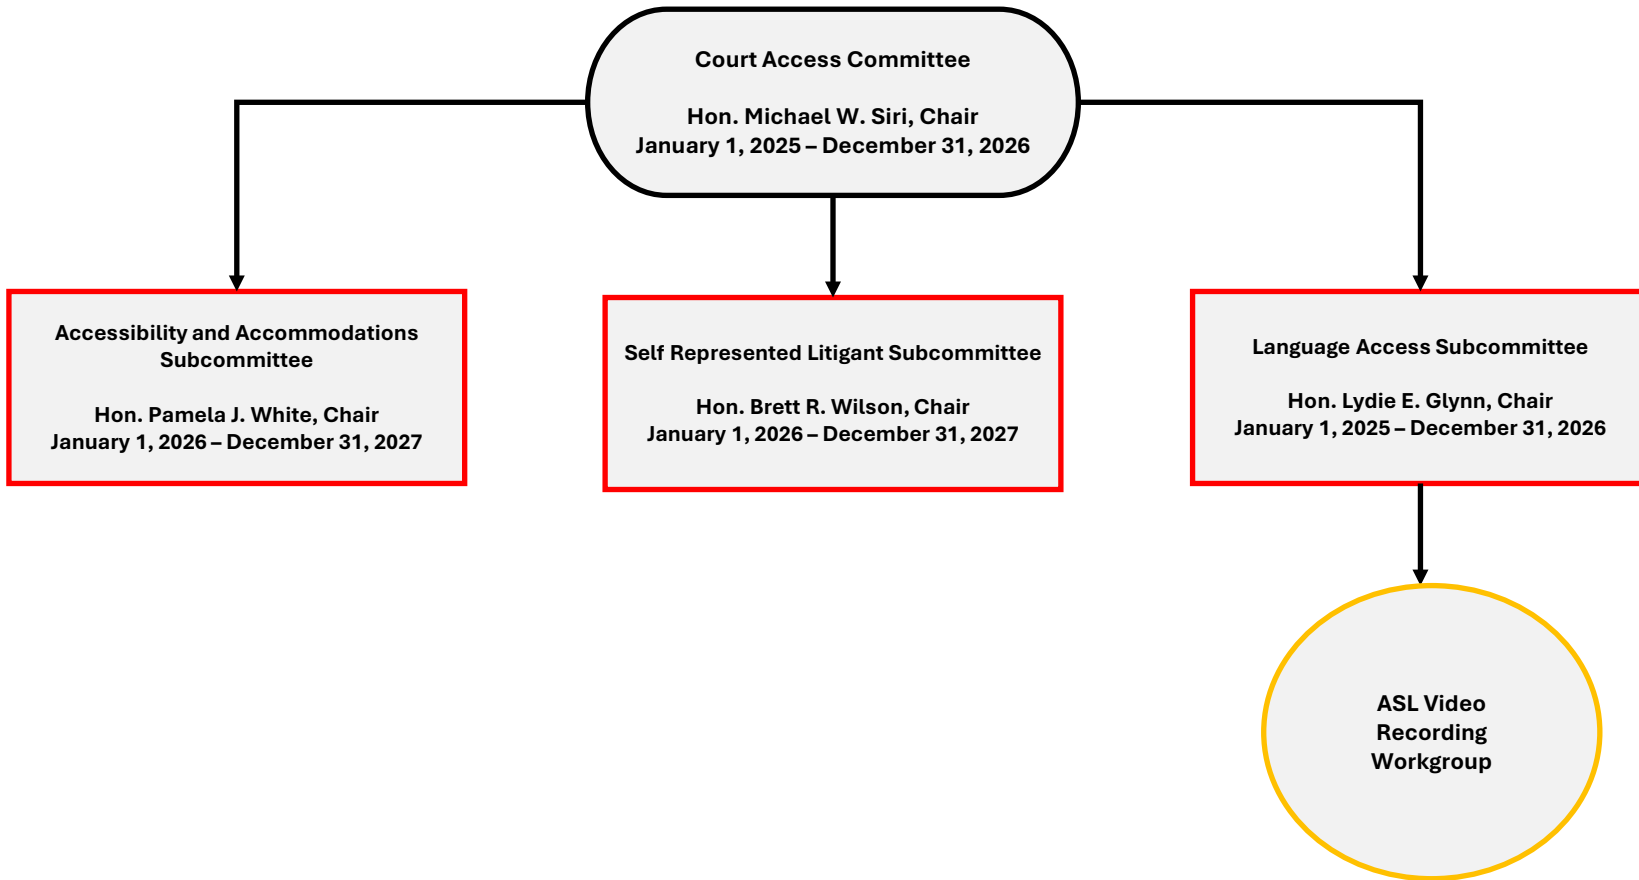 Court Access Committee
Hon. Michael W. Siri, Chair
January 1, 2025 – December 31, 2026
Accessibility and Accommodations
Subcommittee
Hon. Pamela J. White, Chair
January 1, 2026 – December 31, 2027
Self Represented Litigant Subcommittee
Hon. Brett R. Wilson, Chair
January 1, 2026 – December 31, 2027
Language Access Subcommittee
Hon. Lydie E. Glynn, Chair
January 1, 2025 – December 31, 2026
ASL Video
Recording
Workgroup